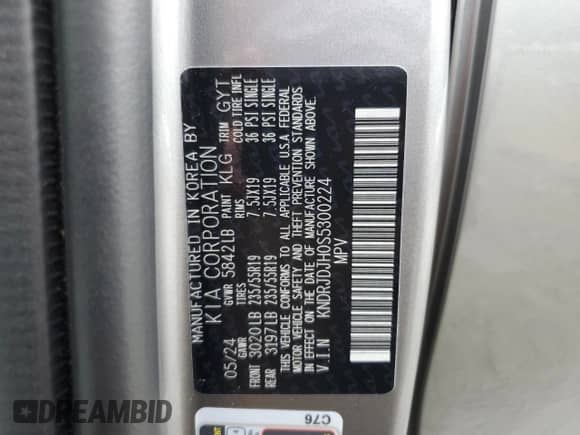 MANUFACTURED IN KOREA BY
KIA CORPORATION
05/24 GVWR 5842LB PAINT KLG TRIM GYT
GAWR TIRES RIMS COLD TIRE INFL
FRONT 3020LB 235/55R19 7.5JX19 36 PSI SINGLE
REAR 3197LB 235/55R19 7.5JX19 36 PSI SINGLE
THIS VEHICLE CONFORMS TO ALL APPLICABLE U.S.A FEDERAL
MOTOR VEHICLE SAFETY AND THEFT PREVENTION STANDARDS
IN EFFECT ON THE DATE OF MANUFACTURE SHOWN ABOVE.
V.I.N KNDRJDJH0S5300224
MPV
C76
DREAMBID